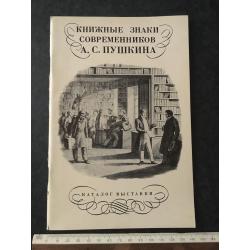 КНИЖНЫЕ ЗНАКИ
СОВРЕМЕННИКОВ
А. С. ПУШКИНА
КАТАЛОГ ВЫСТАВКИ